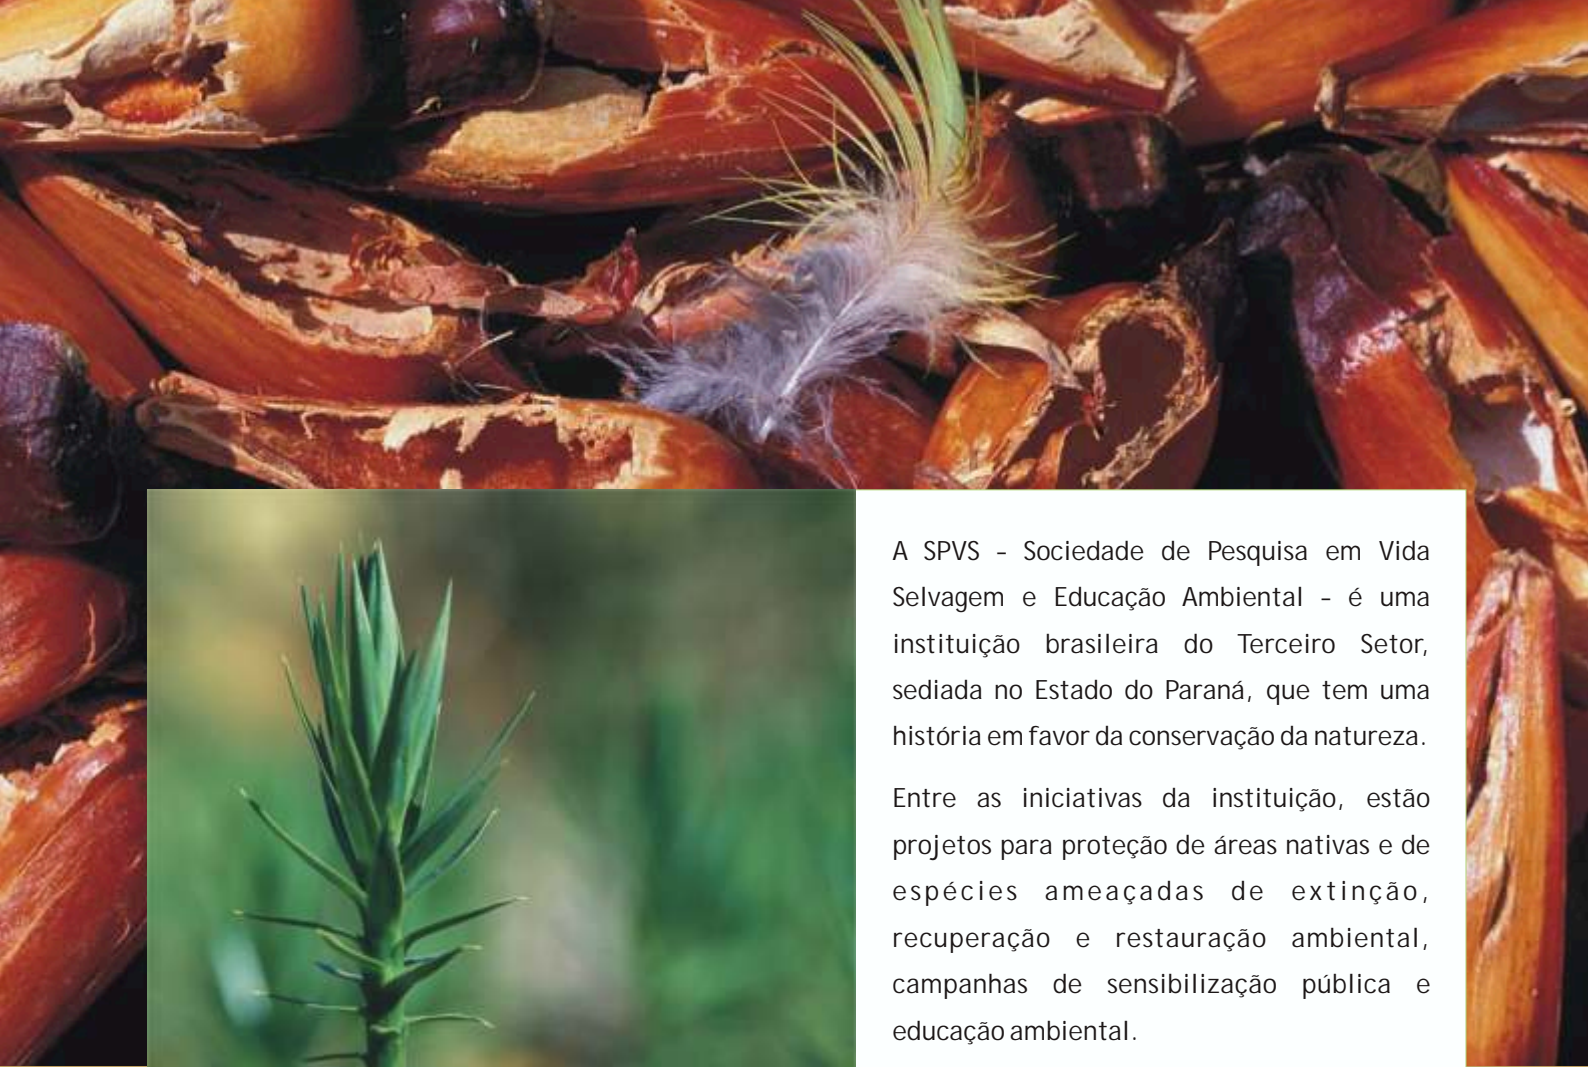 A SPVS – Sociedade de Pesquisa em Vida
Selvagem e Educação Ambiental – é uma
instituição brasileira do Terceiro Setor,
sediada no Estado do Paraná, que tem uma
história em favor da conservação da natureza.
Entre as iniciativas da instituição, estão
projetos para proteção de áreas nativas e de
espécies ameaçadas de extinção,
recuperação e restauração ambiental,
campanhas de sensibilização pública e
educação ambiental.